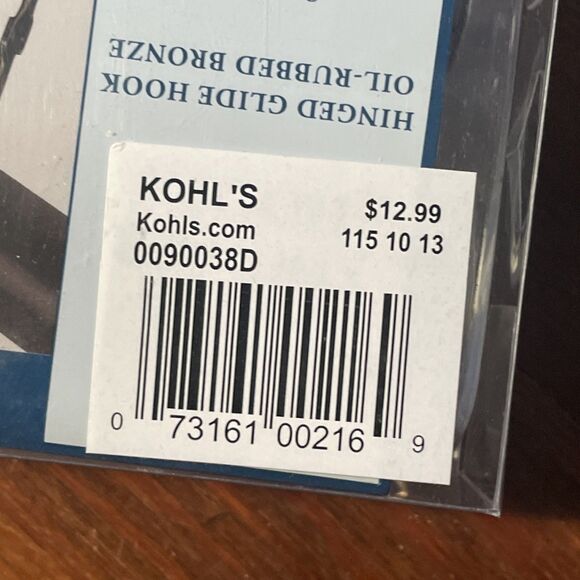 HINGED GLIDE HOOK
OIL-RUBBED BRONZE
KOHL'S
$12.99
Kohls.com
115 10 13
0090038D
0 73161 00216 9